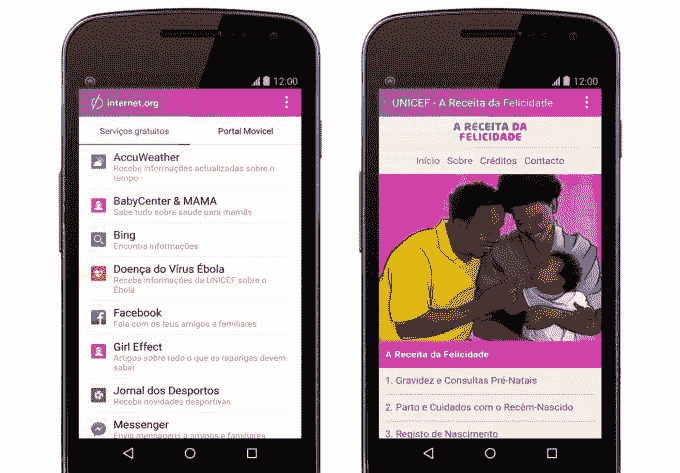 12:00
internet.org
Serviços gratuitos
Portal Movicel
AccuWeather
Recebe informações actualizadas sobre o
tempo
BabyCenter & MAMA
Sabe tudo sobre saúde para mamãs
Bing
Encontra informações
Doença do Vírus Ébola
Recebe informações da UNICEF sobre o
Ébola
Facebook
Fala com os teus amigos e familiares
Girl Effect
Artigos sobre tudo o que as raparigas devem
saber
Jornal dos Desportos
Recebe novidades desportivas
Messenger
Envia mensagens a amigos e familiares
12:00
UNICEF - A Receita da Felicidade
A RECEITA DA
FELICIDADE
Início Sobre Créditos Contacto
A Receita da Felicidade
1. Gravidez e Consultas Pré-Natais
2. Parto e Cuidados com o Recém-Nascido
3. Registo de Nascimento